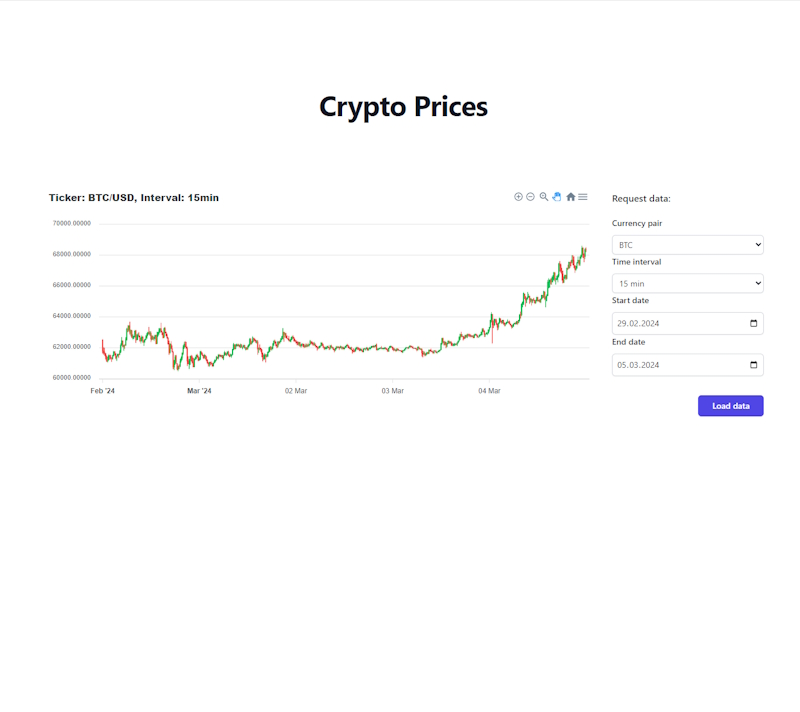 Crypto Prices
Ticker: BTC/USD, Interval: 15min
70000.00000
68000.00000
66000.00000
64000.00000
62000.00000
60000.00000
Feb '24
Mar '24
02 Mar
03 Mar
04 Mar
Request data:
Currency pair
BTC
Time interval
15 min
Start date
29.02.2024
End date
05.03.2024
Load data